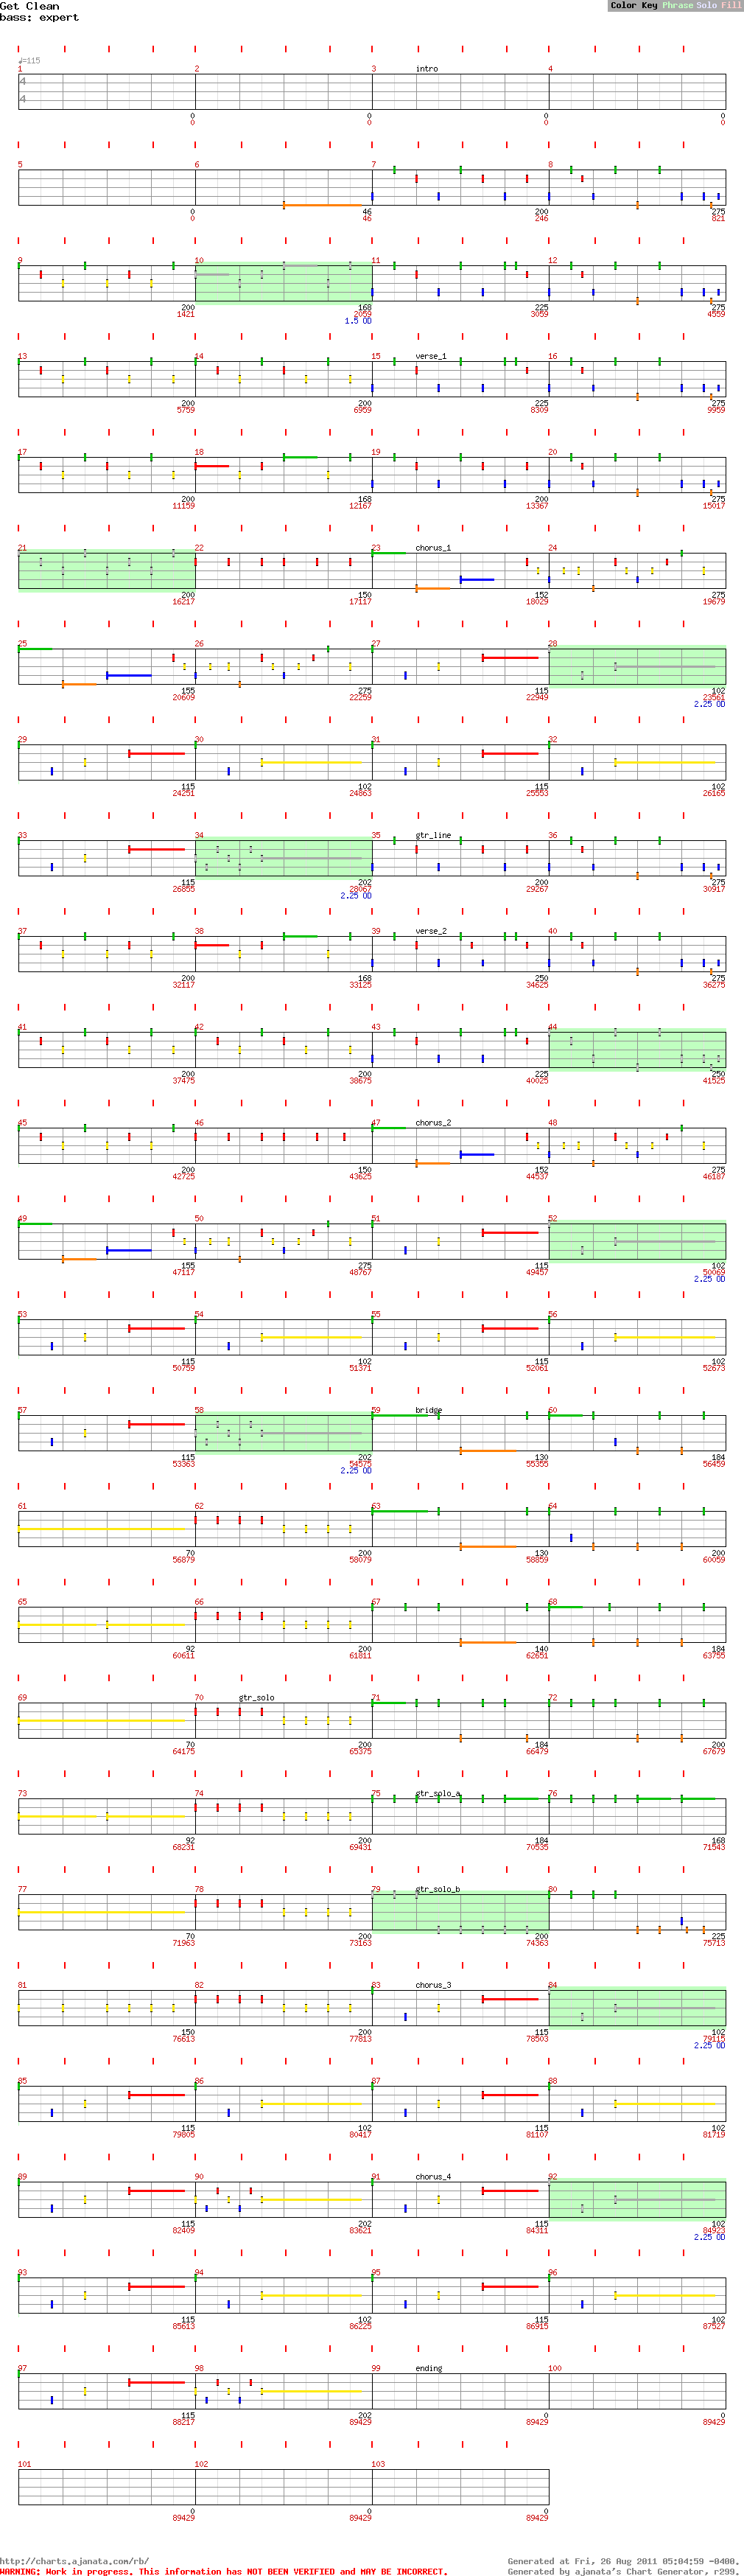 Get Clean
Color Key Phrase Solo Fill
bass: expert
♩=115
1 2 3 intro 4
4
4
0 0 0 0
0 0 0 0
5 6 7 8
0 46 200 275
0 46 246 821
9 10 11 12
200 168 225 275
1421 2059 3059 4559
1.5 OD
13 14 15 verse_1 16
200 200 225 275
5759 6959 8309 9959
17 18 19 20
200 168 200 275
11159 12167 13367 15017
21 22 23 chorus_1 24
200 150 152 275
16217 17117 18029 19679
25 26 27 28
155 275 115 102
20609 22259 22949 23561
2.25 OD
29 30 31 32
115 102 115 102
24251 24863 25553 26165
33 34 35 gtr_line 36
115 202 200 275
26855 28067 29267 30917
2.25 OD
37 38 39 verse_2 40
200 168 250 275
32117 33125 34625 36275
41 42 43 44
200 200 225 250
37475 38675 40025 41525
45 46 47 chorus_2 48
200 150 152 275
42725 43625 44537 46187
49 50 51 52
155 275 115 102
47117 48767 49457 50069
2.25 OD
53 54 55 56
115 102 115 102
50759 51371 52061 52673
57 58 59 bridge 60
115 202 130 184
53363 54575 55355 56459
2.25 OD
61 62 63 64
70 200 130 200
56879 58079 58859 60059
65 66 67 68
92 200 140 184
60611 61811 62651 63755
69 70 gtr_solo 71 72
70 200 184 200
64175 65375 66479 67679
73 74 75 gtr_solo_a 76
92 200 184 168
68231 69431 70535 71543
77 78 79 gtr_solo_b 80
70 200 200 225
71963 73163 74363 75713
81 82 83 chorus_3 84
150 200 115 102
76613 77813 78503 79115
2.25 OD
85 86 87 88
115 102 115 102
79805 80417 81107 81719
89 90 91 chorus_4 92
115 202 115 102
82409 83621 84311 84923
2.25 OD
93 94 95 96
115 102 115 102
85613 86225 86915 87527
97 98 99 ending 100
115 202 0 0
88217 89429 89429 89429
101 102 103
0 0 0
89429 89429 89429
http://charts.ajanata.com/rb/
Generated at Fri, 26 Aug 2011 05:04:59 -0400.
WARNING: Work in progress. This information has NOT BEEN VERIFIED and MAY BE INCORRECT.
Generated by ajanata's Chart Generator, r299.